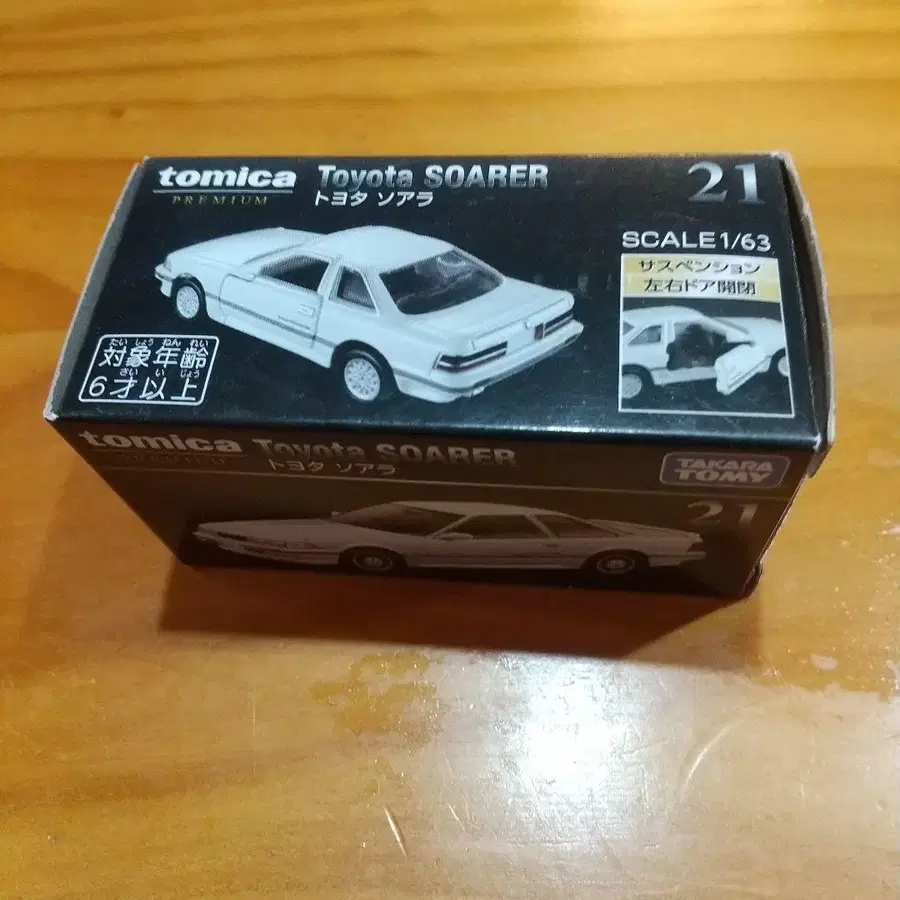 tomica
PREMIUM
Toyota SOARER
トヨタ ソアラ
21
SCALE 1/63
サスペンション
左右ドア開閉
たいしょうねんれい
対象年齢
さいいじょう
6才以上
tomica
PREMIUM
Toyota SOARER
トヨタ ソアラ
TAKARA
TOMY
21